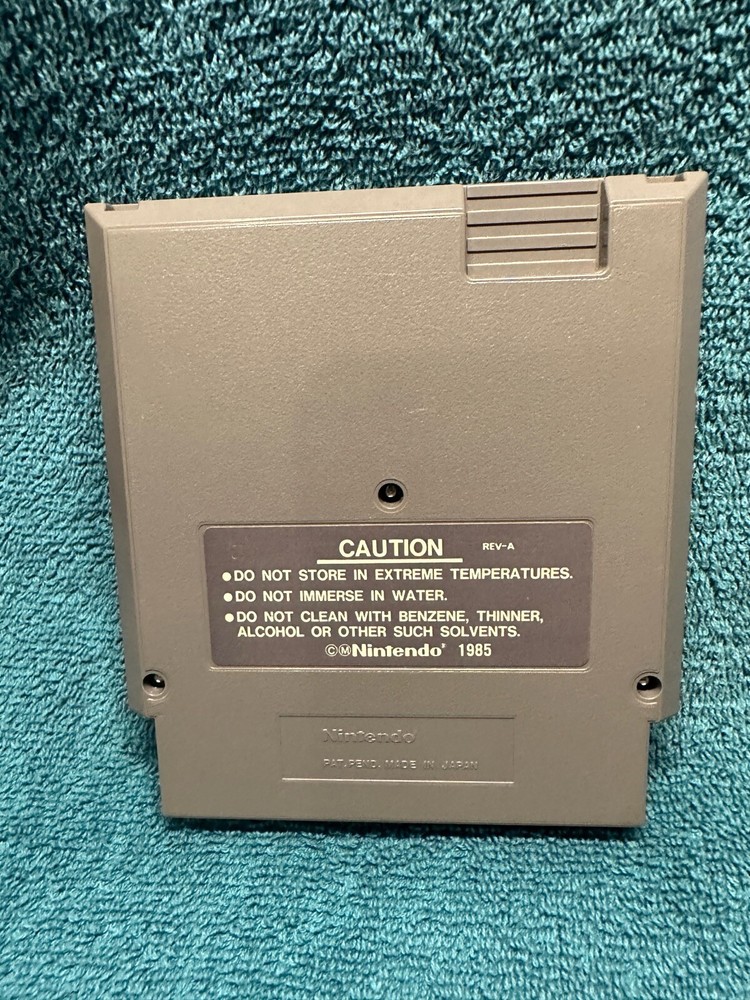 CAUTION REV-A
●DO NOT STORE IN EXTREME TEMPERATURES.
●DO NOT IMMERSE IN WATER.
●DO NOT CLEAN WITH BENZENE, THINNER,
ALCOHOL OR OTHER SUCH SOLVENTS.
©ⓂNintendo® 1985
Nintendo®
PAT.PEND. MADE IN JAPAN